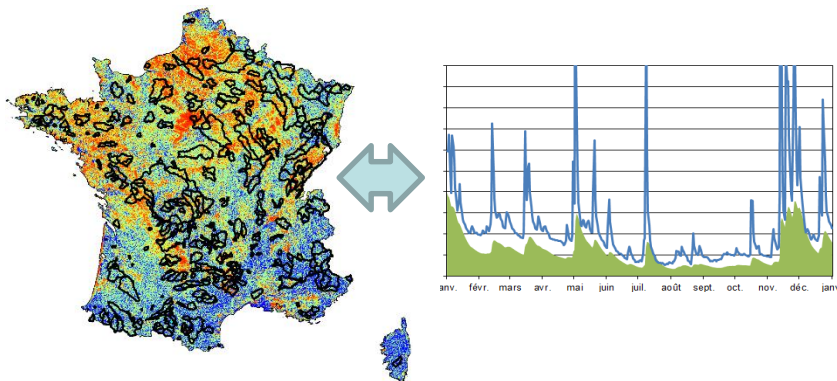 anv. févr. mars avr. mai juin juil. août sept. oct. nov. déc. janv